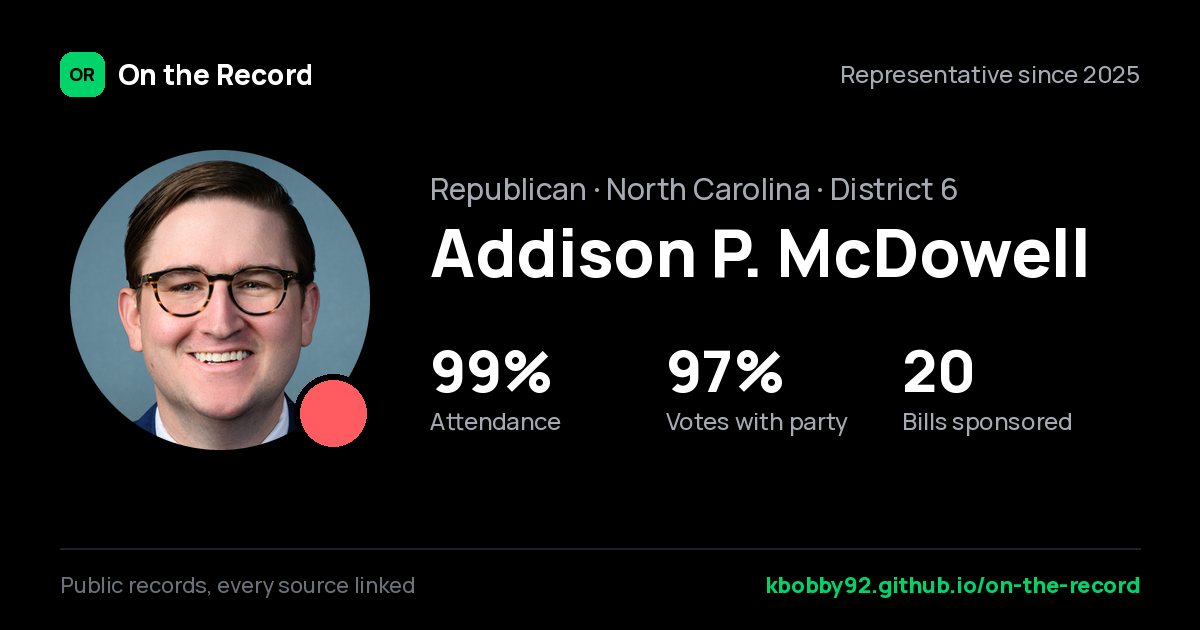 OR On the Record
Representative since 2025
Republican · North Carolina · District 6
Addison P. McDowell
99% 97% 20
Attendance Votes with party Bills sponsored
Public records, every source linked
kbobby92.github.io/on-the-record